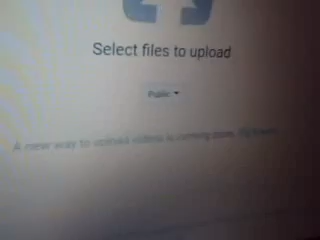 Select files to upload
Public
A new way to upload videos is coming soon.